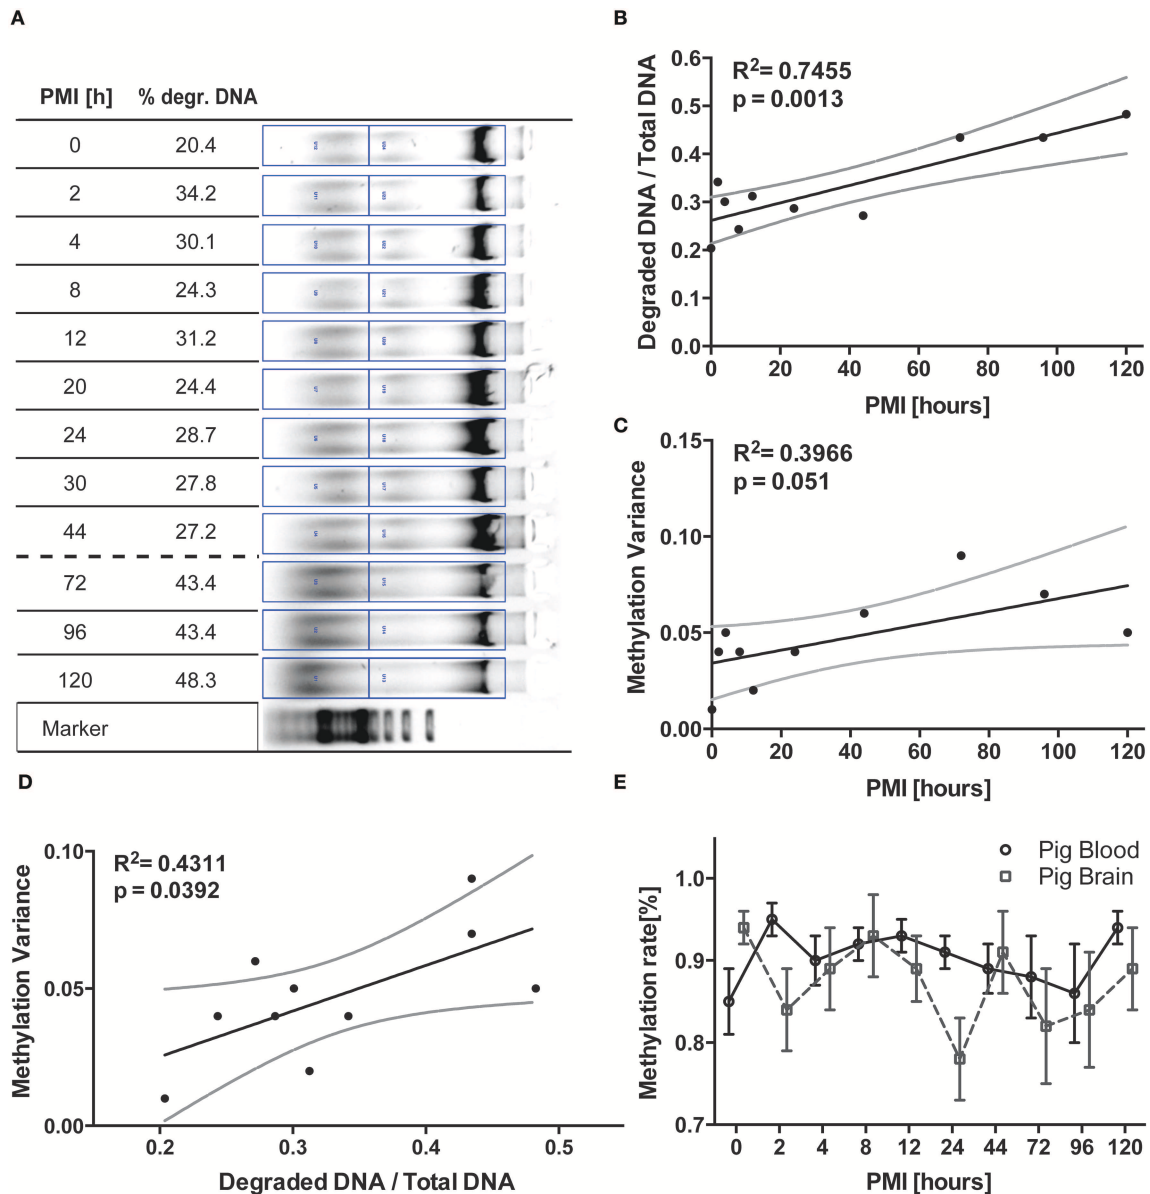 A
PMI [h] % degr. DNA
0 20.4
2 34.2
4 30.1
8 24.3
12 31.2
20 24.4
24 28.7
30 27.8
44 27.2
72 43.4
96 43.4
120 48.3
Marker
B
R²= 0.7455
p = 0.0013
Degraded DNA / Total DNA
0.6
0.5
0.4
0.3
0.2
0.1
0.0
0 20 40 60 80 100 120
PMI [hours]
C
R²= 0.3966
p = 0.051
Methylation Variance
0.15
0.10
0.05
0.00
0 20 40 60 80 100 120
PMI [hours]
D
R²= 0.4311
p = 0.0392
Methylation Variance
0.10
0.05
0.00
0.2 0.3 0.4 0.5
Degraded DNA / Total DNA
E
Pig Blood
Pig Brain
Methylation rate[%]
1.0
0.9
0.8
0.7
0 2 4 8 12 24 44 72 96 120
PMI [hours]